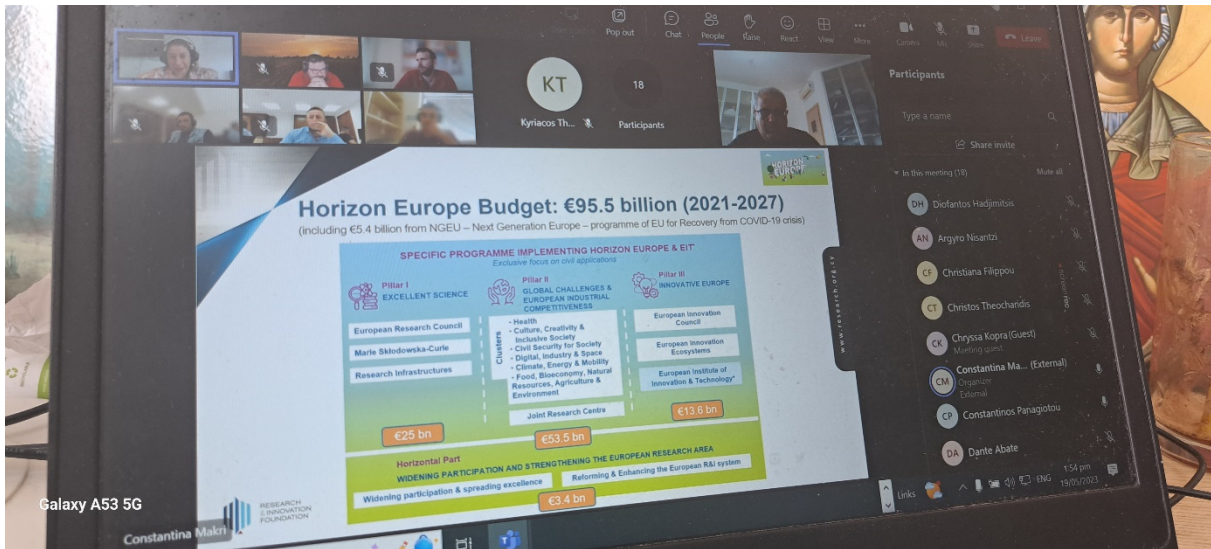 Pop out
Chat
People
Raise
React
View
More
Camera
Mic
Share
Leave
KT
Kyriacos Th...
18
Participants
Participants
Type a name
Share invite
In this meeting (18)
Mute all
DH Diofantos Hadjimitsis
AN Argyro Nisantzi
CF Christiana Filippou
CT Christos Theocharidis
CK Chryssa Kopra (Guest)
Meeting guest
CM Constantina Ma... (External)
Organizer
External
CP Constantinos Panagiotou
DA Dante Abate
HORIZON
EUROPE
Horizon Europe Budget: €95.5 billion (2021-2027)
(including €5.4 billion from NGEU – Next Generation Europe – programme of EU for Recovery from COVID-19 crisis)
SPECIFIC PROGRAMME IMPLEMENTING HORIZON EUROPE & EIT*
Exclusive focus on civil applications
Pillar I
EXCELLENT SCIENCE
European Research Council
Marie Skłodowska-Curie
Research Infrastructures
€25 bn
Pillar II
GLOBAL CHALLENGES &
EUROPEAN INDUSTRIAL
COMPETITIVENESS
Clusters
• Health
• Culture, Creativity &
Inclusive Society
• Civil Security for Society
• Digital, Industry & Space
• Climate, Energy & Mobility
• Food, Bioeconomy, Natural
Resources, Agriculture &
Environment
Joint Research Centre
€53.5 bn
Pillar III
INNOVATIVE EUROPE
European Innovation
Council
European Innovation
Ecosystems
European Institute of
Innovation & Technology*
€13.6 bn
Horizontal Part
WIDENING PARTICIPATION AND STRENGTHENING THE EUROPEAN RESEARCH AREA
Widening participation & spreading excellence
Reforming & Enhancing the European R&I system
€3.4 bn
www.research.org.cy
RESEARCH
& INNOVATION
FOUNDATION
Constantina Makri
Links
ENG
1:54 pm
19/05/2023
Galaxy A53 5G